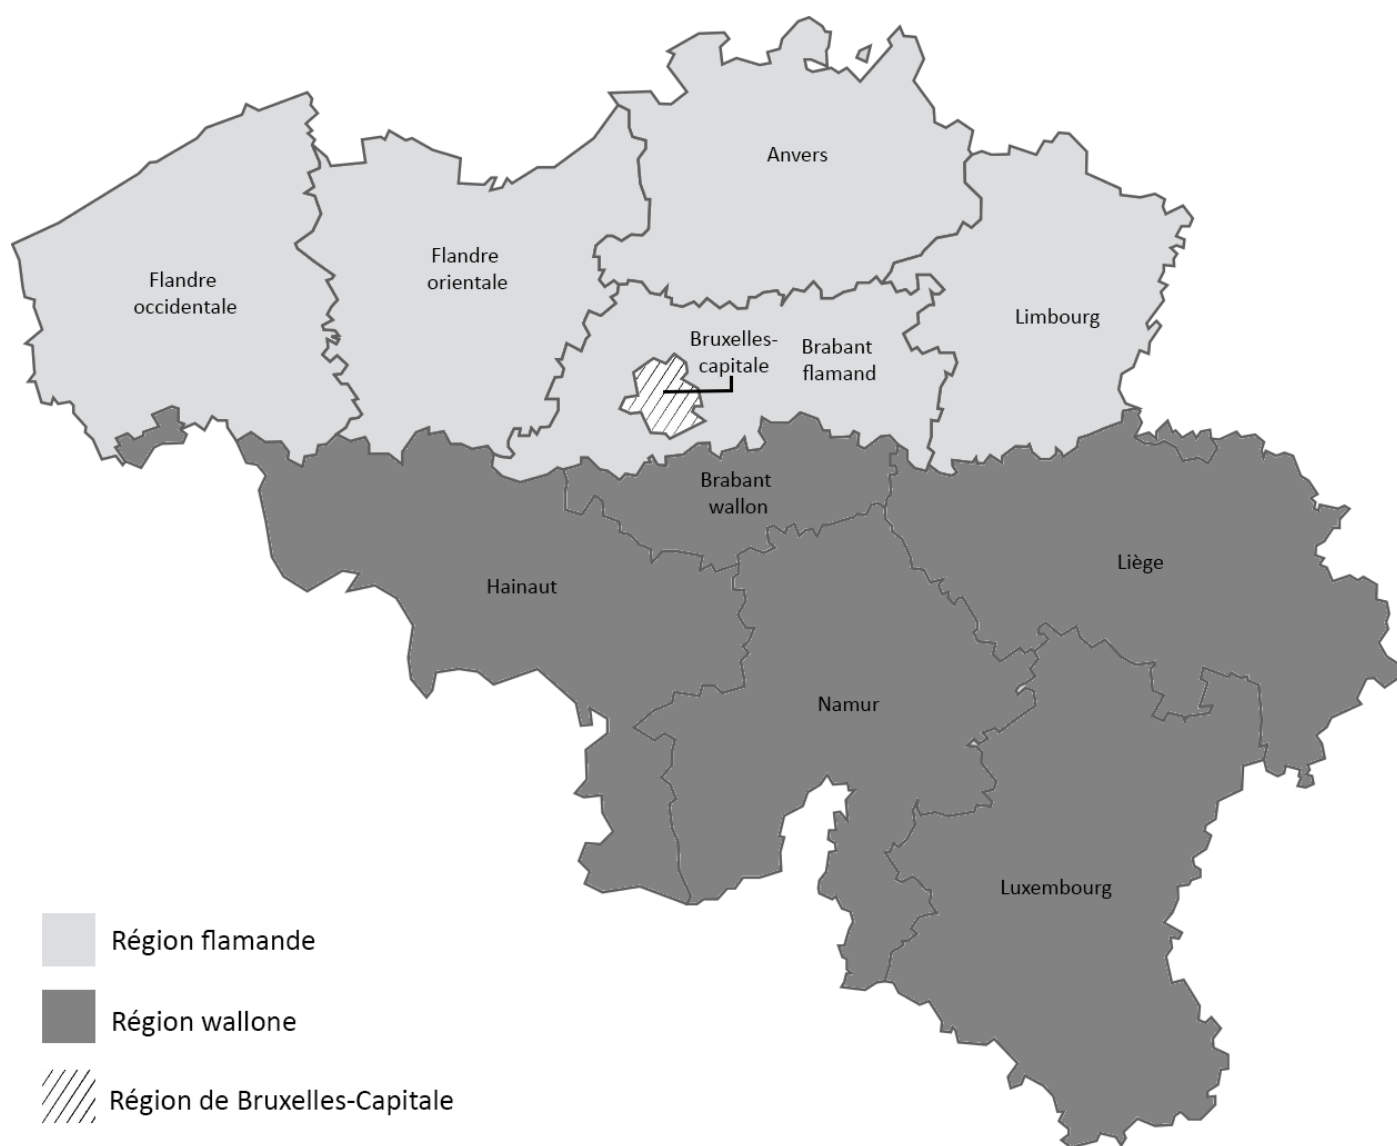 Anvers
Flandre
orientale
Flandre
occidentale
Limbourg
Bruxelles-
capitale
Brabant
flamand
Brabant
wallon
Liège
Hainaut
Namur
Luxembourg
Région flamande
Région wallone
Région de Bruxelles-Capitale